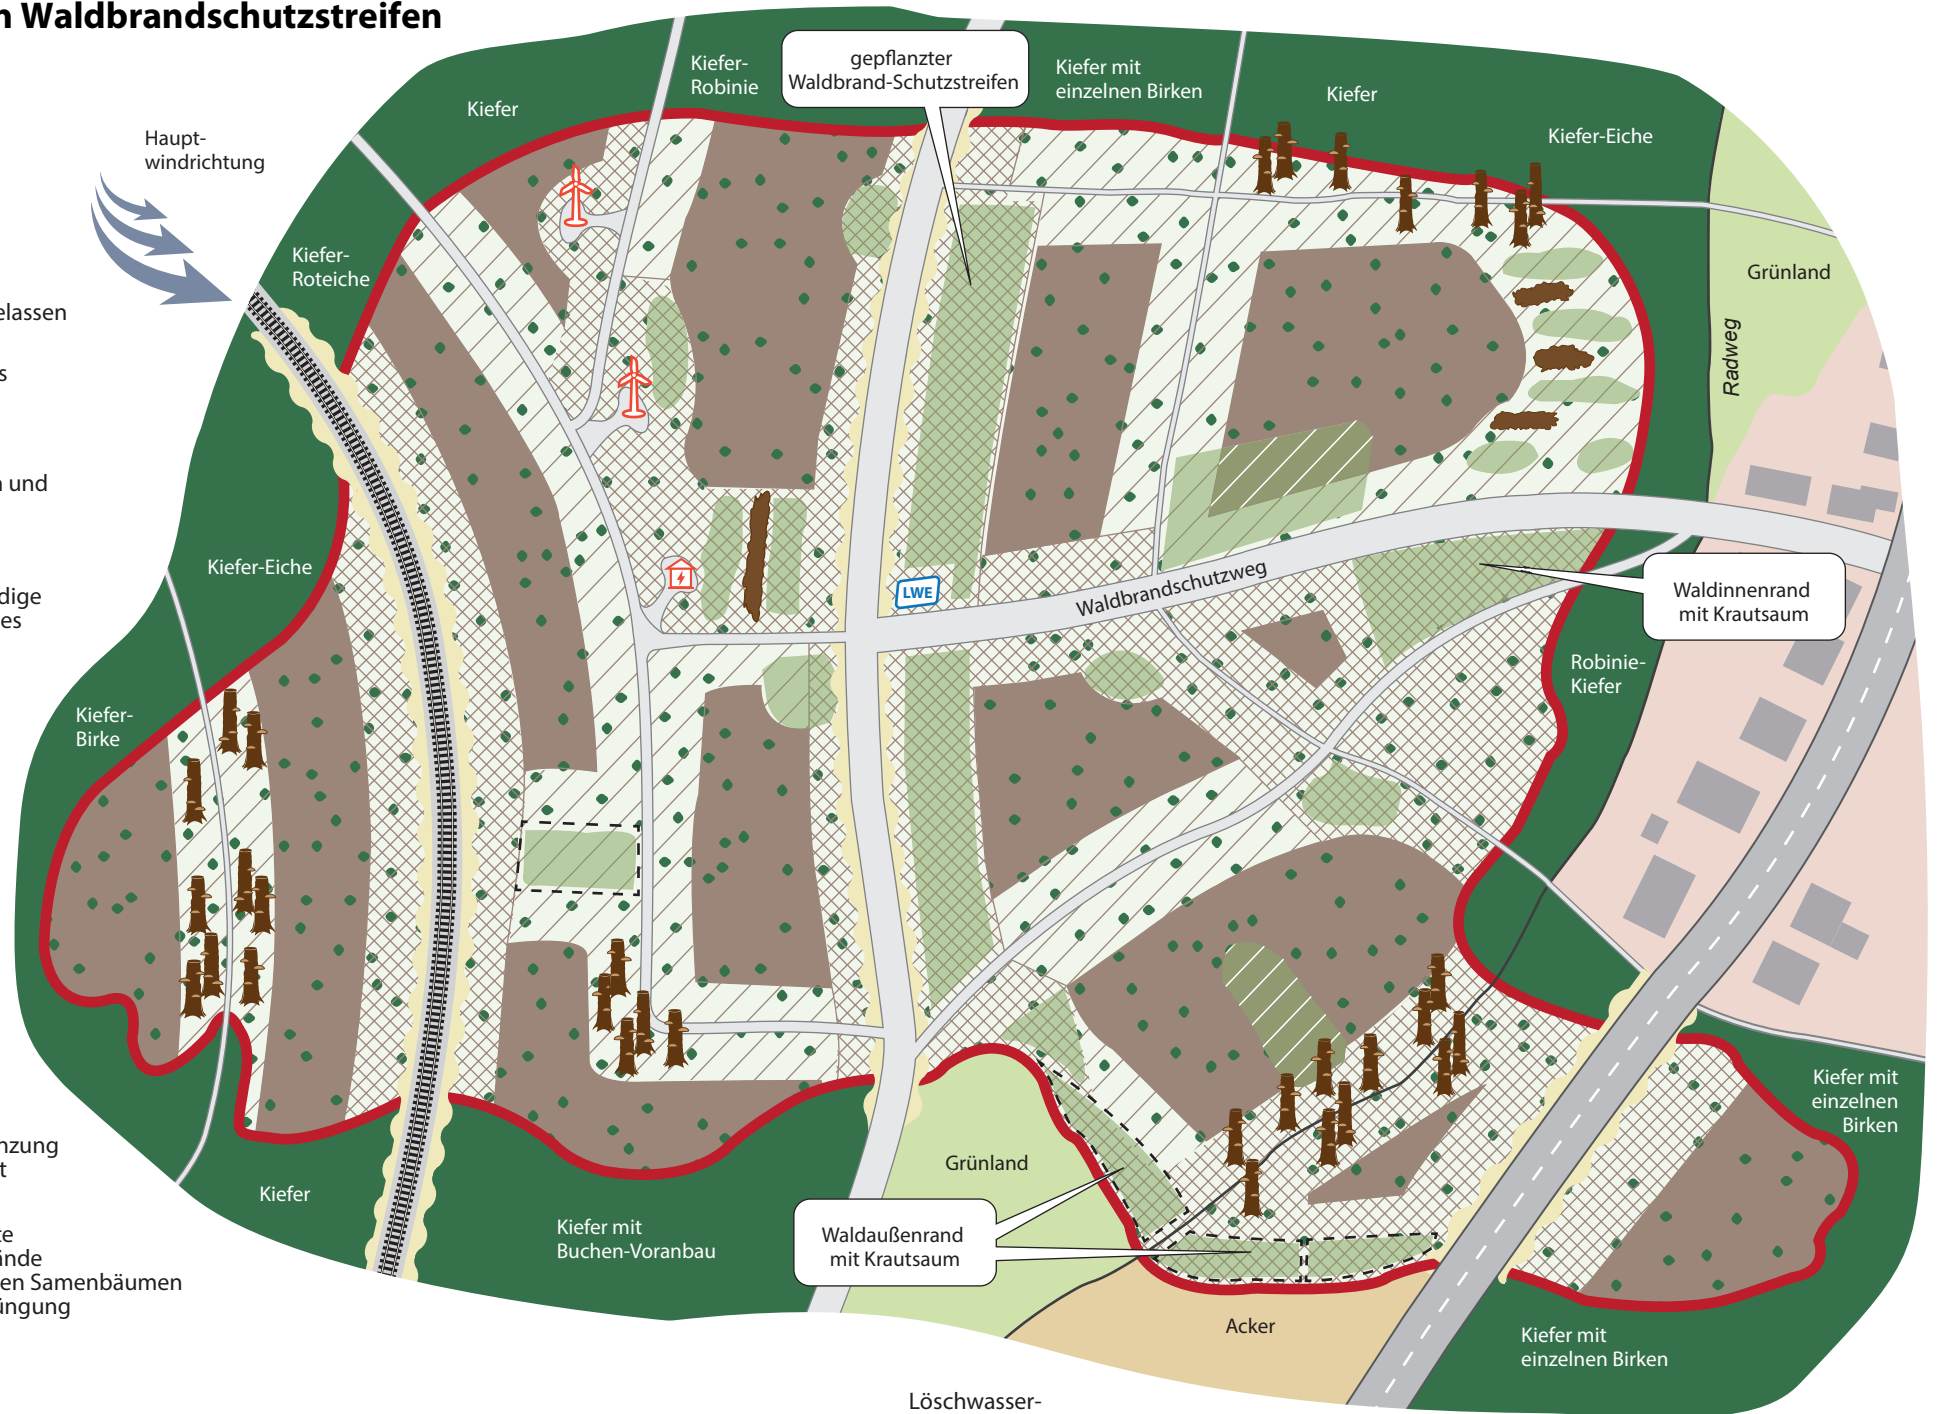 n Waldbrandschutzstreifen
Haupt-
windrichtung
Kiefer
Kiefer-
Robinie
gepflanzter
Waldbrand-Schutzstreifen
Kiefer mit
einzelnen Birken
Kiefer
Kiefer-Eiche
Kiefer-
Roteiche
Grünland
Radweg
elassen
s
n und
dige
es
Kiefer-Eiche
LWE
Waldbrandschutzweg
Waldinnenrand
mit Krautsaum
Robinie-
Kiefer
Kiefer-
Birke
Kiefer mit
einzelnen
Birken
nzung
t
te
ände
en Samenbäumen
üngung
Kiefer
Kiefer mit
Buchen-Voranbau
Grünland
Waldaußenrand
mit Krautsaum
Acker
Kiefer mit
einzelnen Birken
Löschwasser-